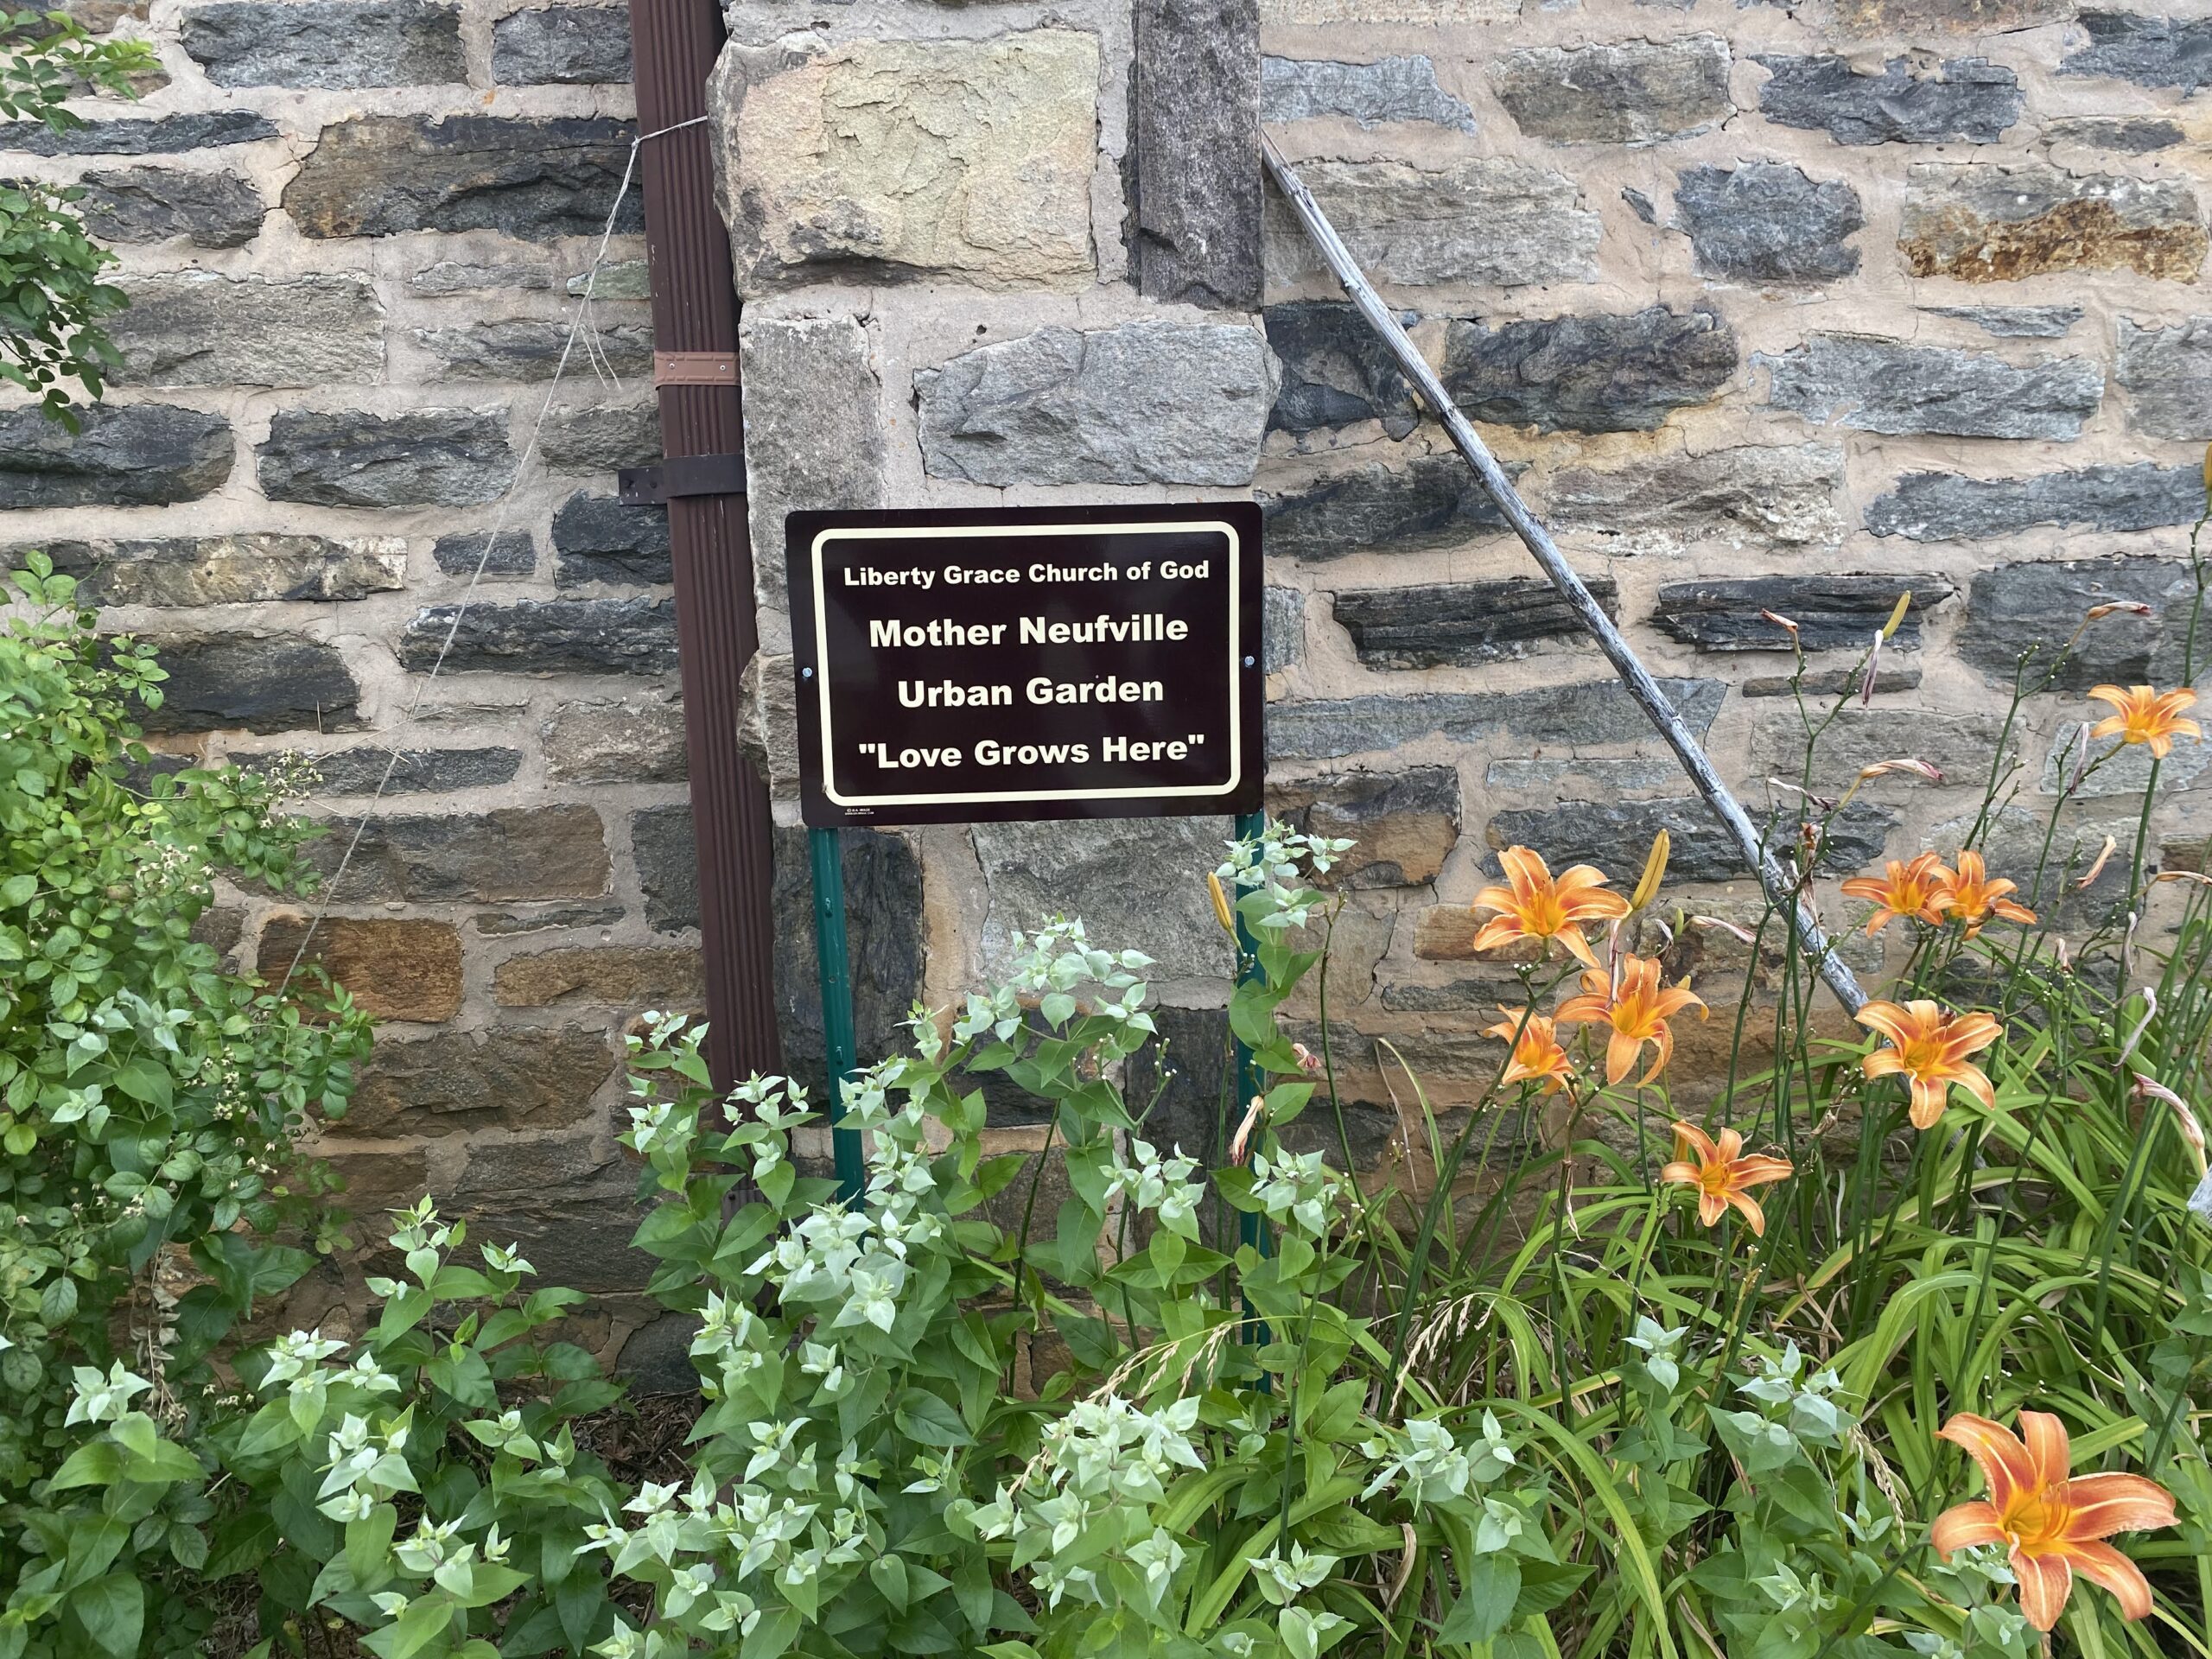 Liberty Grace Church of God
Mother Neufville
Urban Garden
"Love Grows Here"